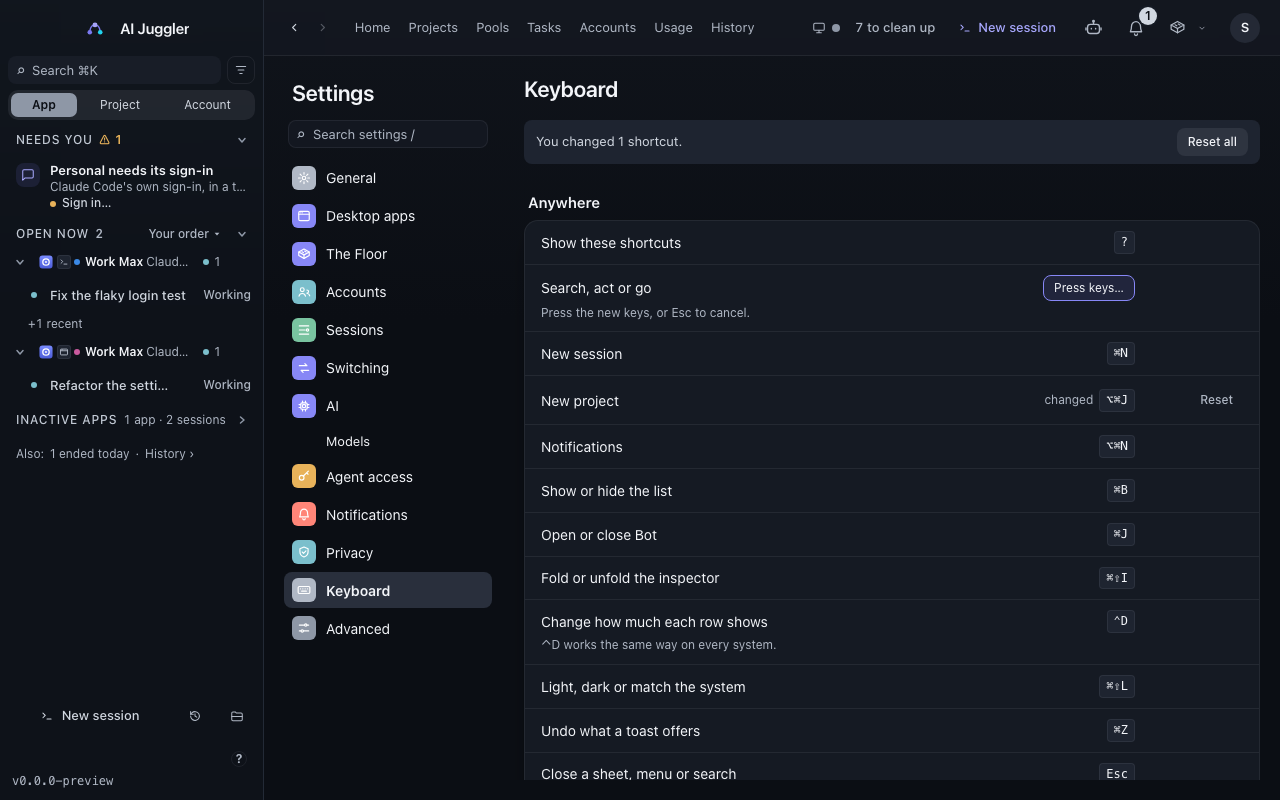 AI Juggler
Search ⌘K
App
Project
Account
NEEDS YOU 1
Personal needs its sign-in
Claude Code's own sign-in, in a t…
Sign in…
OPEN NOW 2
Your order
Work Max Claud…
1
Fix the flaky login test
Working
+1 recent
Work Max Claud…
1
Refactor the setti…
Working
INACTIVE APPS 1 app · 2 sessions
Also: 1 ended today · History ›
New session
?
v0.0.0-preview
Home
Projects
Pools
Tasks
Accounts
Usage
History
7 to clean up
New session
1
S
Settings
Search settings /
General
Desktop apps
The Floor
Accounts
Sessions
Switching
AI
Models
Agent access
Notifications
Privacy
Keyboard
Advanced
Keyboard
You changed 1 shortcut.
Reset all
Anywhere
Show these shortcuts
?
Search, act or go
Press keys…
Press the new keys, or Esc to cancel.
New session
⌘N
New project
changed
⌥⌘J
Reset
Notifications
⌥⌘N
Show or hide the list
⌘B
Open or close Bot
⌘J
Fold or unfold the inspector
⌘⇧I
Change how much each row shows
⌃D
⌃D works the same way on every system.
Light, dark or match the system
⌘⇧L
Undo what a toast offers
⌘Z
Close a sheet, menu or search
Esc